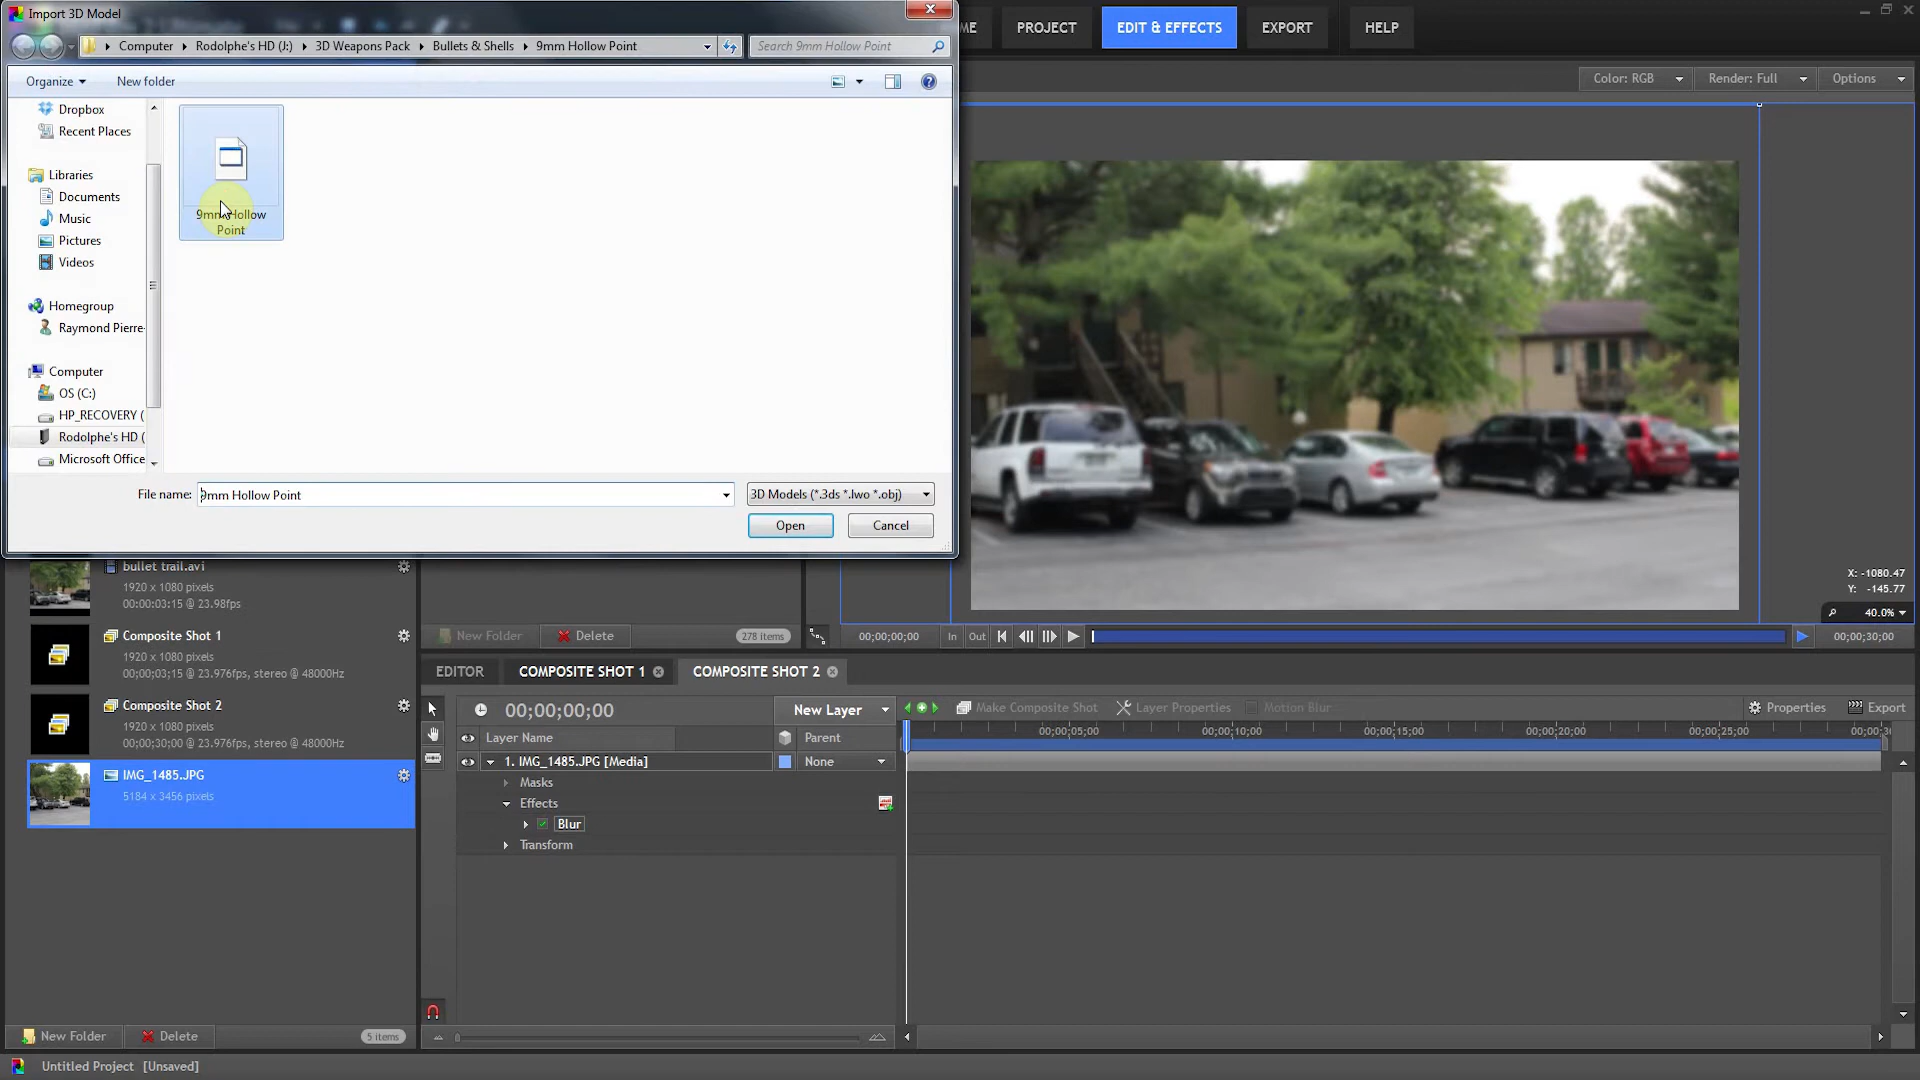 Import 3D Model
Computer
Rodolphe's HD (J:)
3D Weapons Pack
Bullets & Shells
9mm Hollow Point
Search 9mm Hollow Point
PROJECT
EDIT & EFFECTS
EXPORT
HELP
Organize
New folder
Color: RGB
Render: Full
Options
Dropbox
Recent Places
Libraries
Documents
Music
Pictures
Videos
Homegroup
Raymond Pierre-
Computer
OS (C:)
HP_RECOVERY (
Rodolphe's HD (
Microsoft Office
9mm Hollow
Point
File name:
9mm Hollow Point
3D Models (*.3ds *.lwo *.obj)
Open
Cancel
X: -1080.47
Y: -145.77
40.0%
bullet trail.avi
1920 x 1080 pixels
00:00:03:15 @ 23.98fps
Composite Shot 1
1920 x 1080 pixels
00;00;03;15 @ 23.976fps, stereo @ 48000Hz
Composite Shot 2
1920 x 1080 pixels
00;00;30;00 @ 23.976fps, stereo @ 48000Hz
IMG_1485.JPG
5184 x 3456 pixels
New Folder
Delete
278 items
00;00;00;00
In
Out
00;00;30;00
EDITOR
COMPOSITE SHOT 1
COMPOSITE SHOT 2
00;00;00;00
New Layer
Make Composite Shot
Layer Properties
Motion Blur
Properties
Export
Layer Name
Parent
00;00;05;00
00;00;10;00
00;00;15;00
00;00;20;00
00;00;25;00
00;00;3
1. IMG_1485.JPG [Media]
None
Masks
Effects
Blur
Transform
New Folder
Delete
5 items
Untitled Project
[Unsaved]